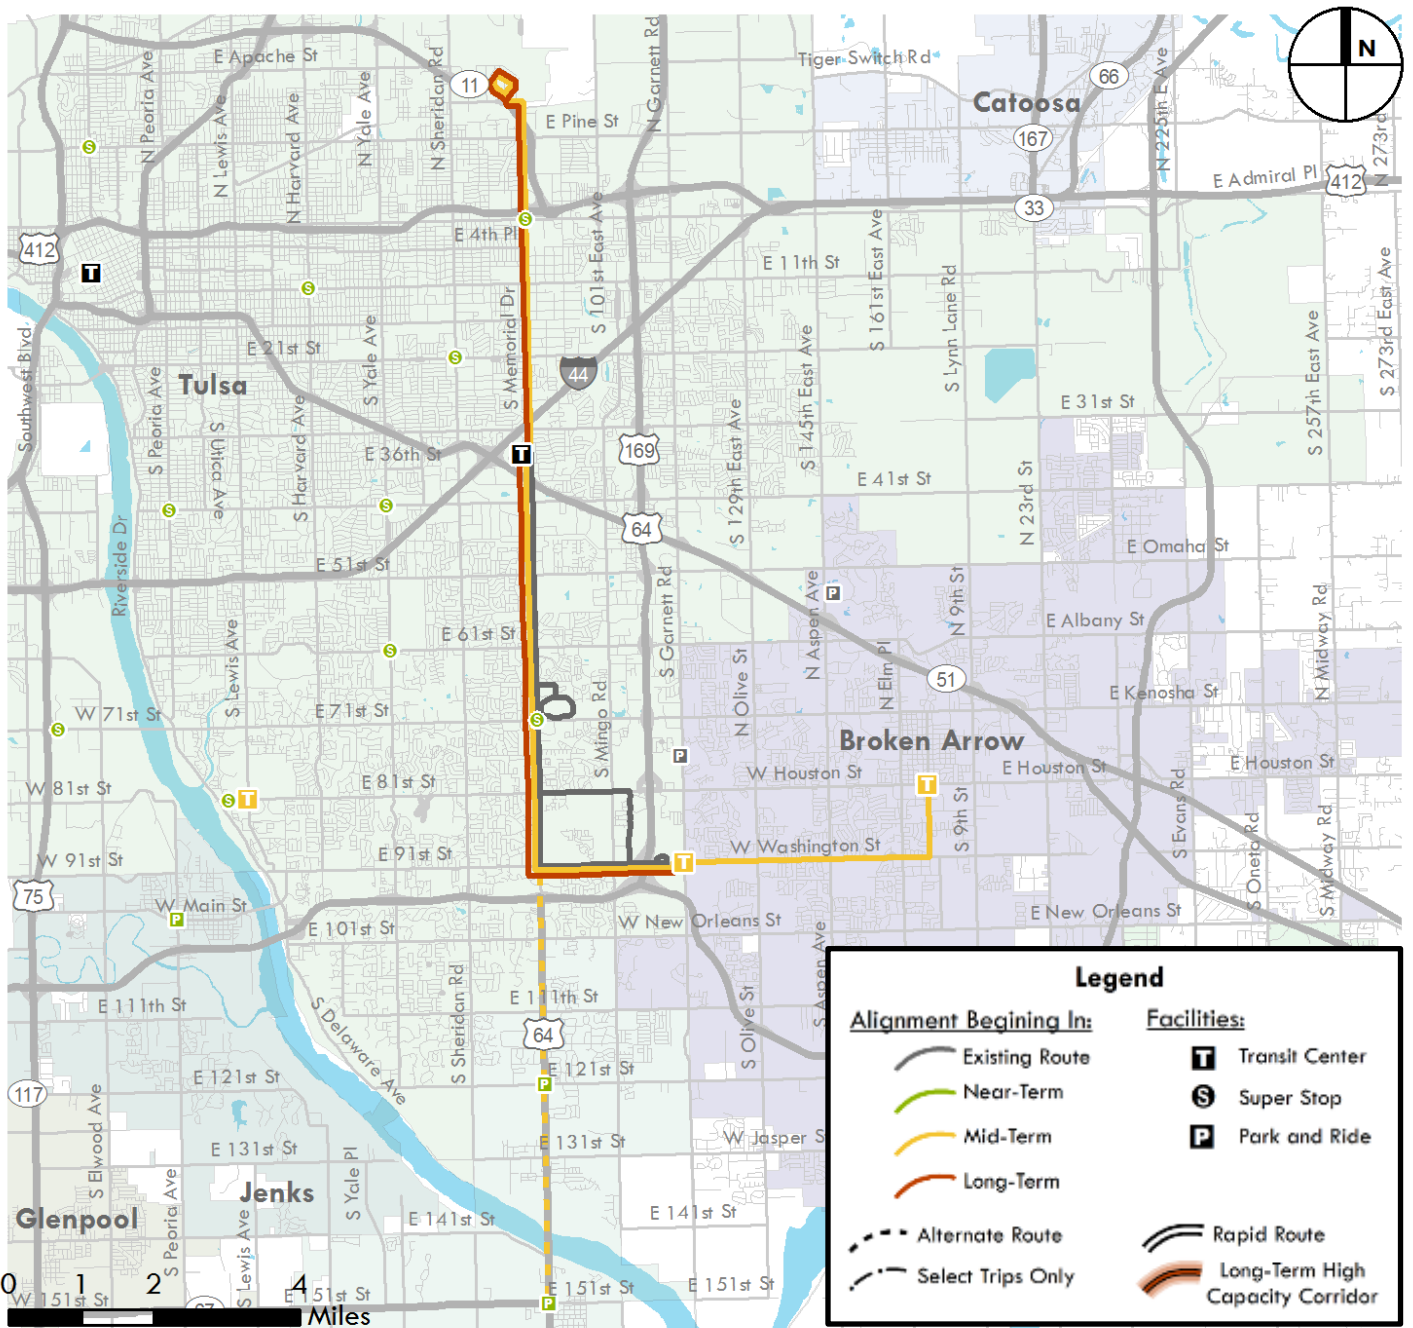 N
11
E Apache St
N Peoria Ave
N Lewis Ave
N Harvard Ave
N Yale Ave
N Sheridan Rd
N Garnett Rd
E Pine St
Tiger Switch Rd
66
Catoosa
167
N 225th E Ave
N 273rd
E Admiral Pl
412
33
412
T
S
E 4th Pl
S
S 101st East Ave
E 11th St
S 161st East Ave
S Lynn Lane Rd
S 273rd East Ave
S
Southwest Blvd
E 21st St
S Yale Ave
S Memorial Dr
S
44
Tulsa
S Peoria Ave
S Utica Ave
S Harvard Ave
S 145th East Ave
S 129th East Ave
E 31st St
S 257th East Ave
E 36th St
T
169
E 41st St
N 23rd St
S
S
64
Riverside Dr
E 51st St
E Omaha St
S Garnett Rd
N Aspen Ave
P
N 9th St
E Albany St
N Midway Rd
E 61st St
S
S Lewis Ave
N Olive St
N Elm Pl
51
E Kenosha St
W 71st St
S
E 71st St
S
S Mingo Rd
P
Broken Arrow
W Houston St
E Houston St
E Houston St
W 81st St
S
T
E 81st St
T
S 9th St
S Evans Rd
S Oneta Rd
S Midway Rd
W 91st St
E 91st St
T
W Washington St
75
W Main St
P
E 101st St
W New Orleans St
E New Orleans St
S Aspen Ave
E 111th St
S Delaware Ave
S Sheridan Rd
E 111th St
64
S Olive St
E 121st St
P
E 121st St
117
S Elwood Ave
E 131st St
E 131st St
W Jasper S
Jenks
S Yale Pl
S Peoria Ave
S Lewis Ave
Glenpool
E 141st St
E 141st St
W 151st St
E 151st St
P
E 151st St
E 151st St
0 1 2 4
Miles
Legend
Alignment Begining In:
Existing Route
Near-Term
Mid-Term
Long-Term
Alternate Route
Select Trips Only
Facilities:
T Transit Center
S Super Stop
P Park and Ride
Rapid Route
Long-Term High
Capacity Corridor